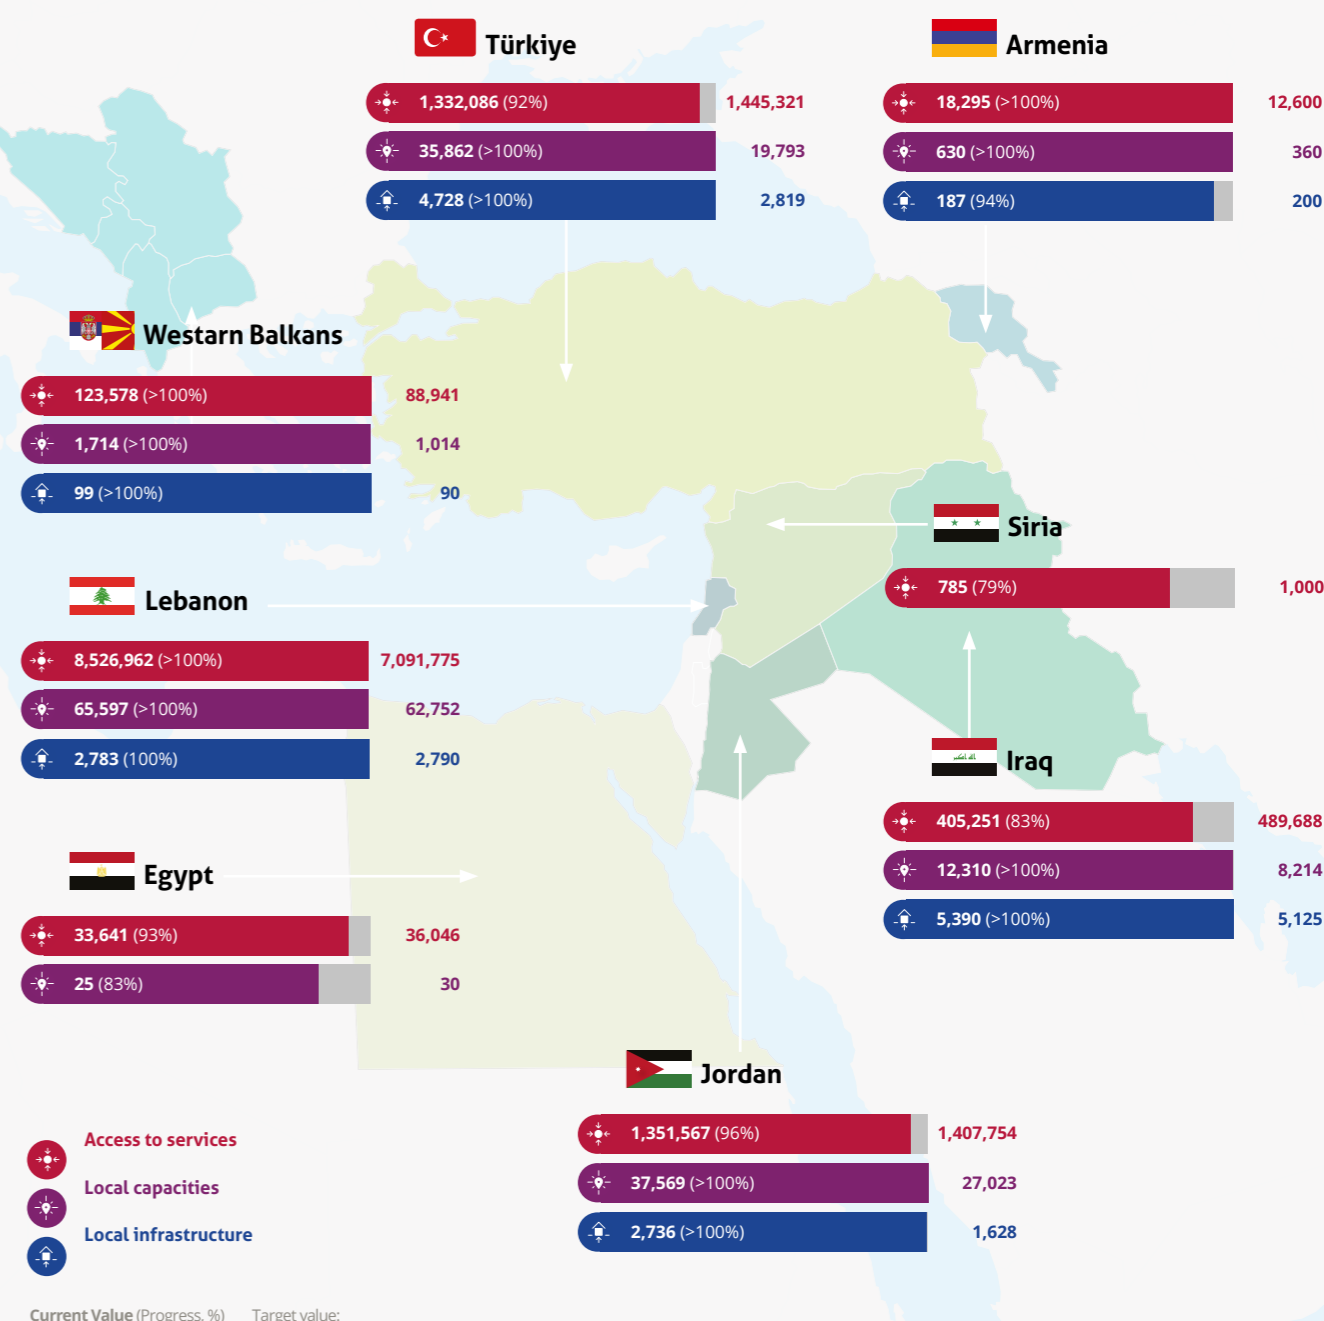 Türkiye
1,332,086 (92%) 1,445,321
35,862 (>100%) 19,793
4,728 (>100%) 2,819
Armenia
18,295 (>100%) 12,600
630 (>100%) 360
187 (94%) 200
Westarn Balkans
123,578 (>100%) 88,941
1,714 (>100%) 1,014
99 (>100%) 90
Siria
785 (79%) 1,000
Lebanon
8,526,962 (>100%) 7,091,775
65,597 (>100%) 62,752
2,783 (100%) 2,790
Iraq
405,251 (83%) 489,688
12,310 (>100%) 8,214
5,390 (>100%) 5,125
Egypt
33,641 (93%) 36,046
25 (83%) 30
Jordan
1,351,567 (96%) 1,407,754
37,569 (>100%) 27,023
2,736 (>100%) 1,628
Access to services
Local capacities
Local infrastructure
Current Value (Progress, %) Target value: